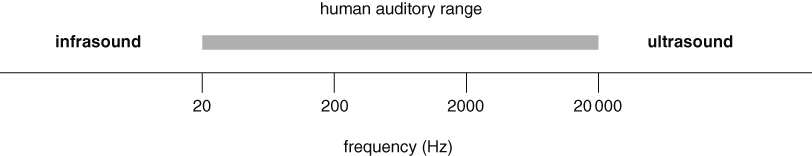 human auditory range
infrasound ultrasound
20 200 2000 20 000
frequency (Hz)